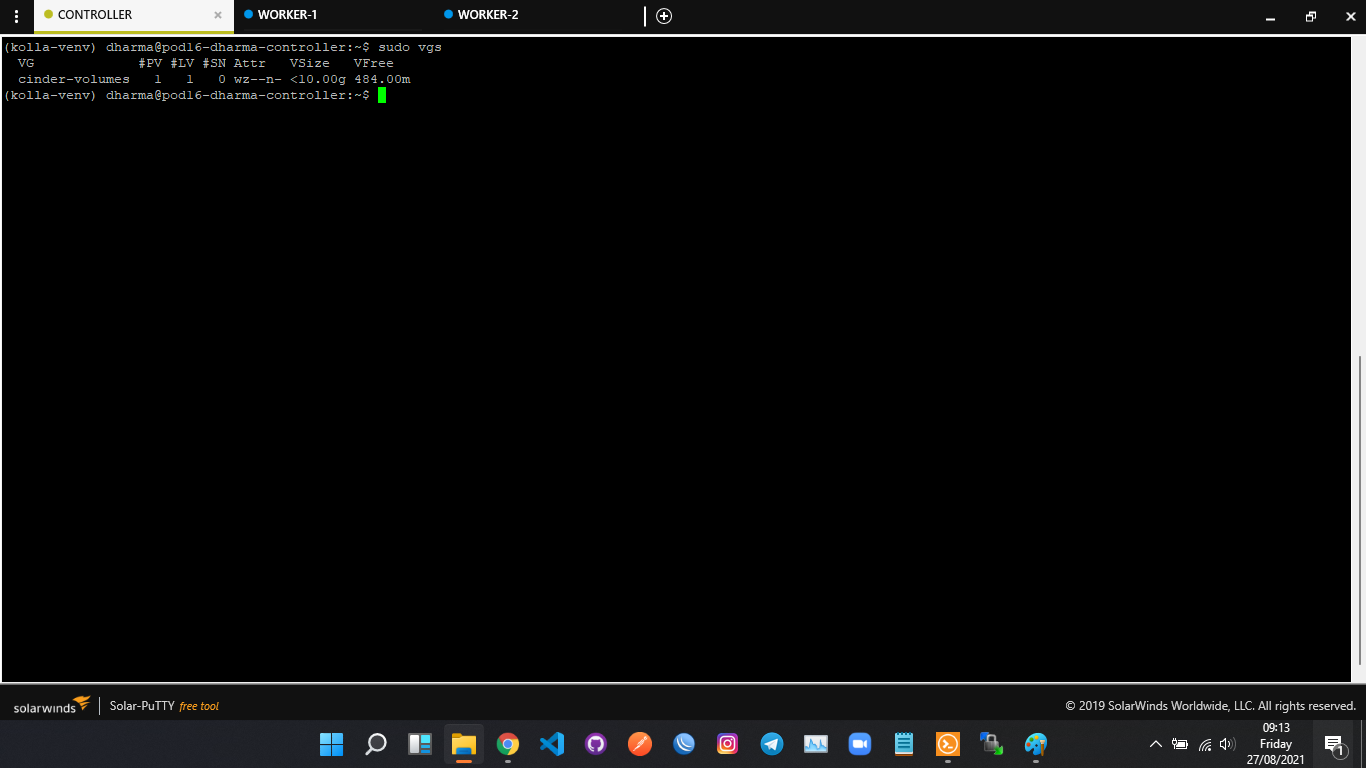 CONTROLLER
WORKER-1
WORKER-2
(kolla-venv) dharma@pod16-dharma-controller:~$ sudo vgs
VG #PV #LV #SN Attr VSize VFree
cinder-volumes 1 1 0 wz--n- <10.00g 484.00m
(kolla-venv) dharma@pod16-dharma-controller:~$
solarwinds Solar-PuTTY free tool
© 2019 SolarWinds Worldwide, LLC. All rights reserved.
09:13
Friday
27/08/2021
1